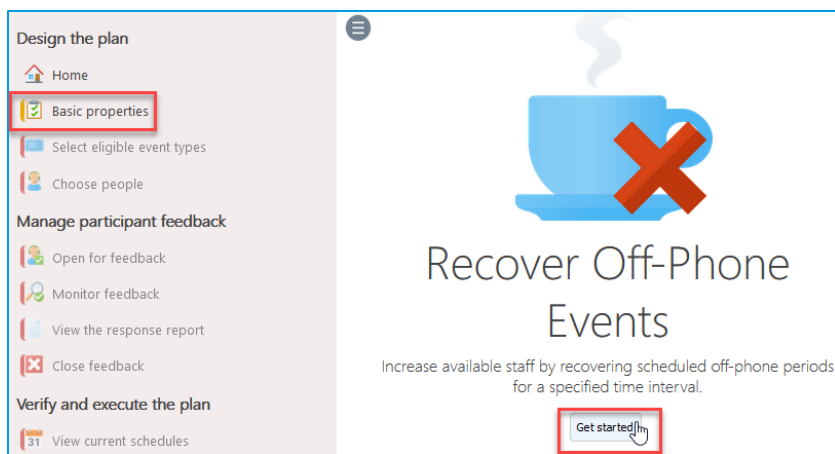 Design the plan
Home
Basic properties
Select eligible event types
Choose people
Manage participant feedback
Open for feedback
Monitor feedback
View the response report
Close feedback
Verify and execute the plan
31 View current schedules
Recover Off-Phone
Events
Increase available staff by recovering scheduled off-phone periods
for a specified time interval.
Get started